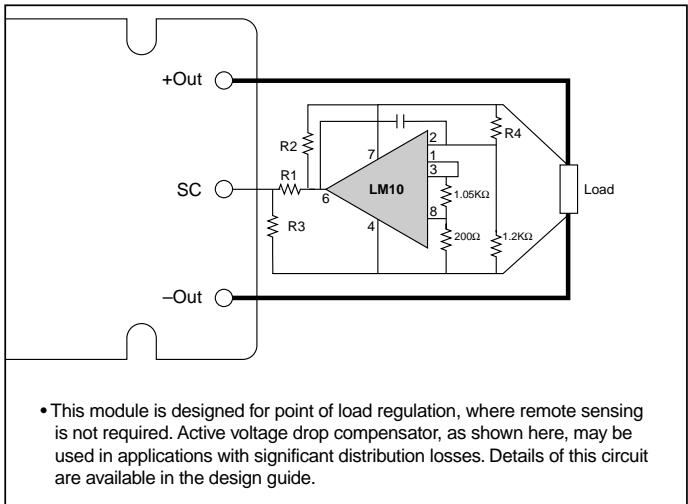 +Out
R2
R4
7
2
1
3
R1
SC
LM10
Load
6
1.05KΩ
R3
8
4
200Ω
1.2KΩ
–Out
• This module is designed for point of load regulation, where remote sensing
is not required. Active voltage drop compensator, as shown here, may be
used in applications with significant distribution losses. Details of this circuit
are available in the design guide.